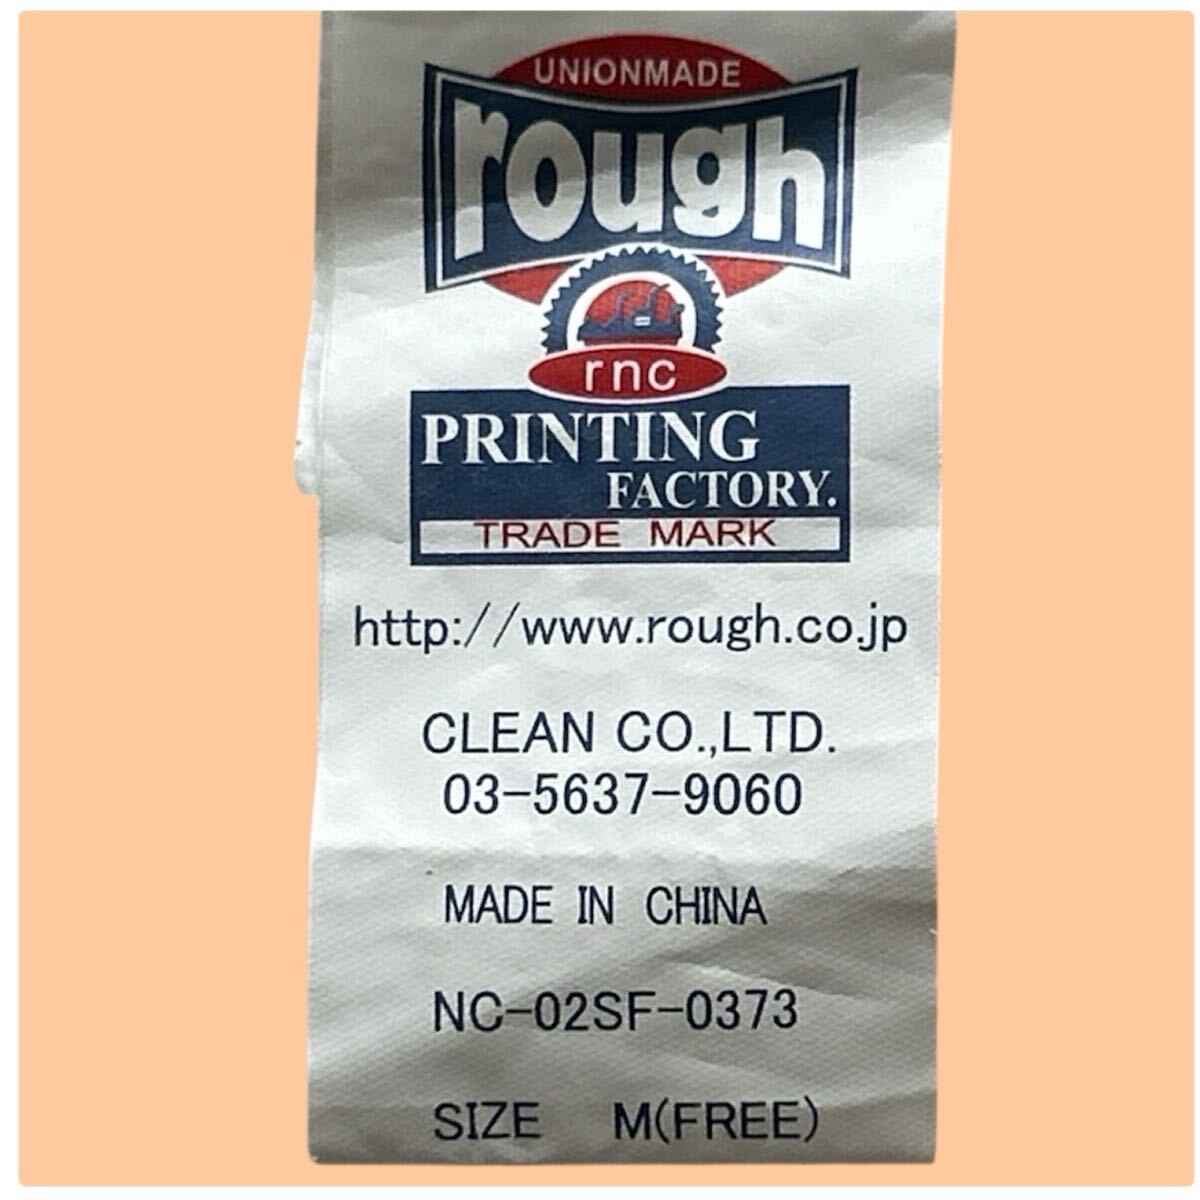 UNIONMADE
rough
rnc
PRINTING
FACTORY.
TRADE MARK
http://www.rough.co.jp
CLEAN CO.,LTD.
03-5637-9060
MADE IN CHINA
NC-02SF-0373
SIZE M(FREE)